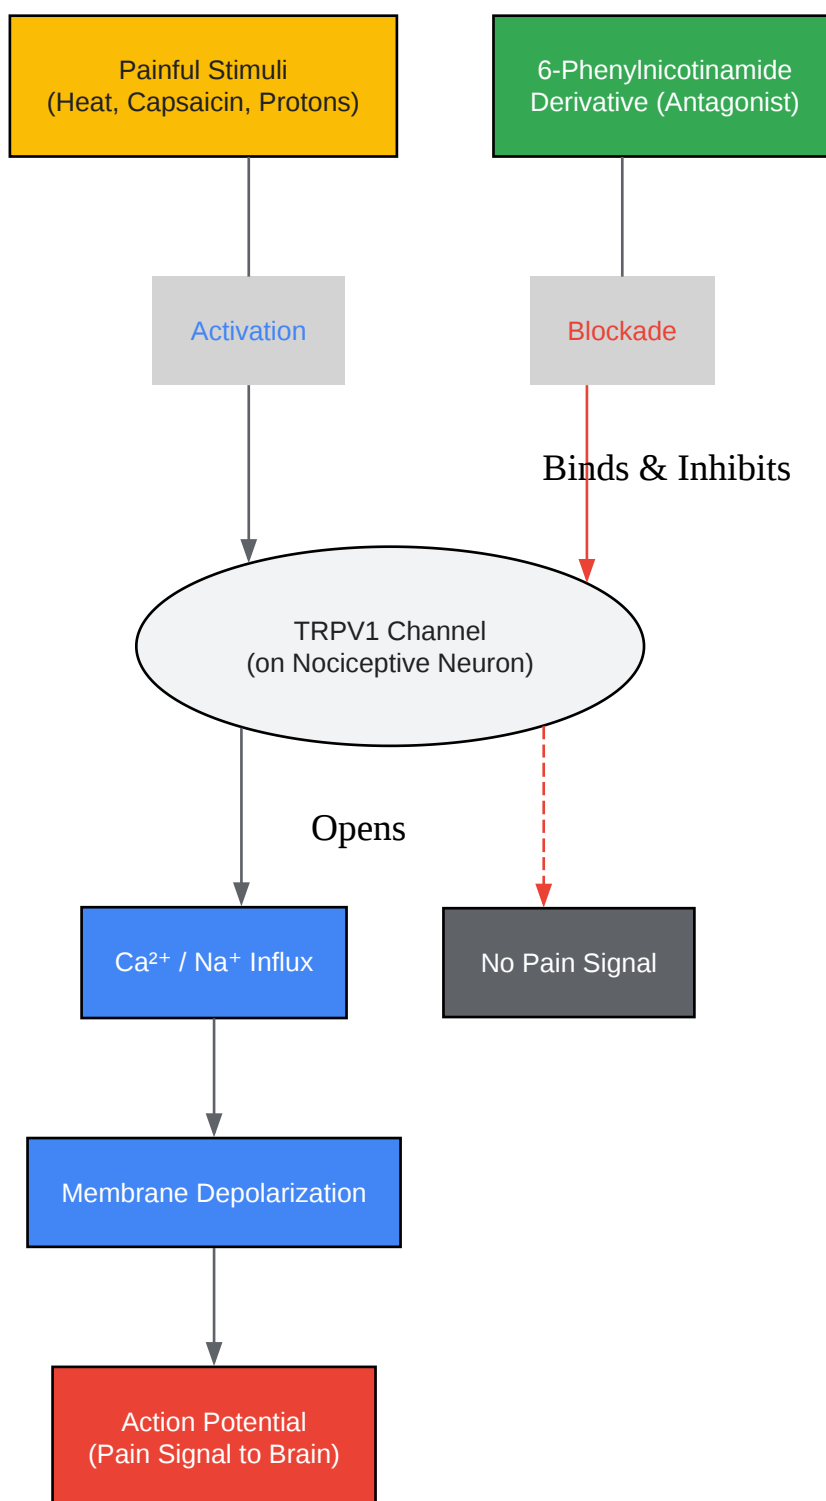 Painful Stimuli
(Heat, Capsaicin, Protons)
6-Phenylnicotinamide
Derivative (Antagonist)
Activation
Blockade
Binds & Inhibits
TRPV1 Channel
(on Nociceptive Neuron)
Opens
Ca²⁺ / Na⁺ Influx
No Pain Signal
Membrane Depolarization
Action Potential
(Pain Signal to Brain)